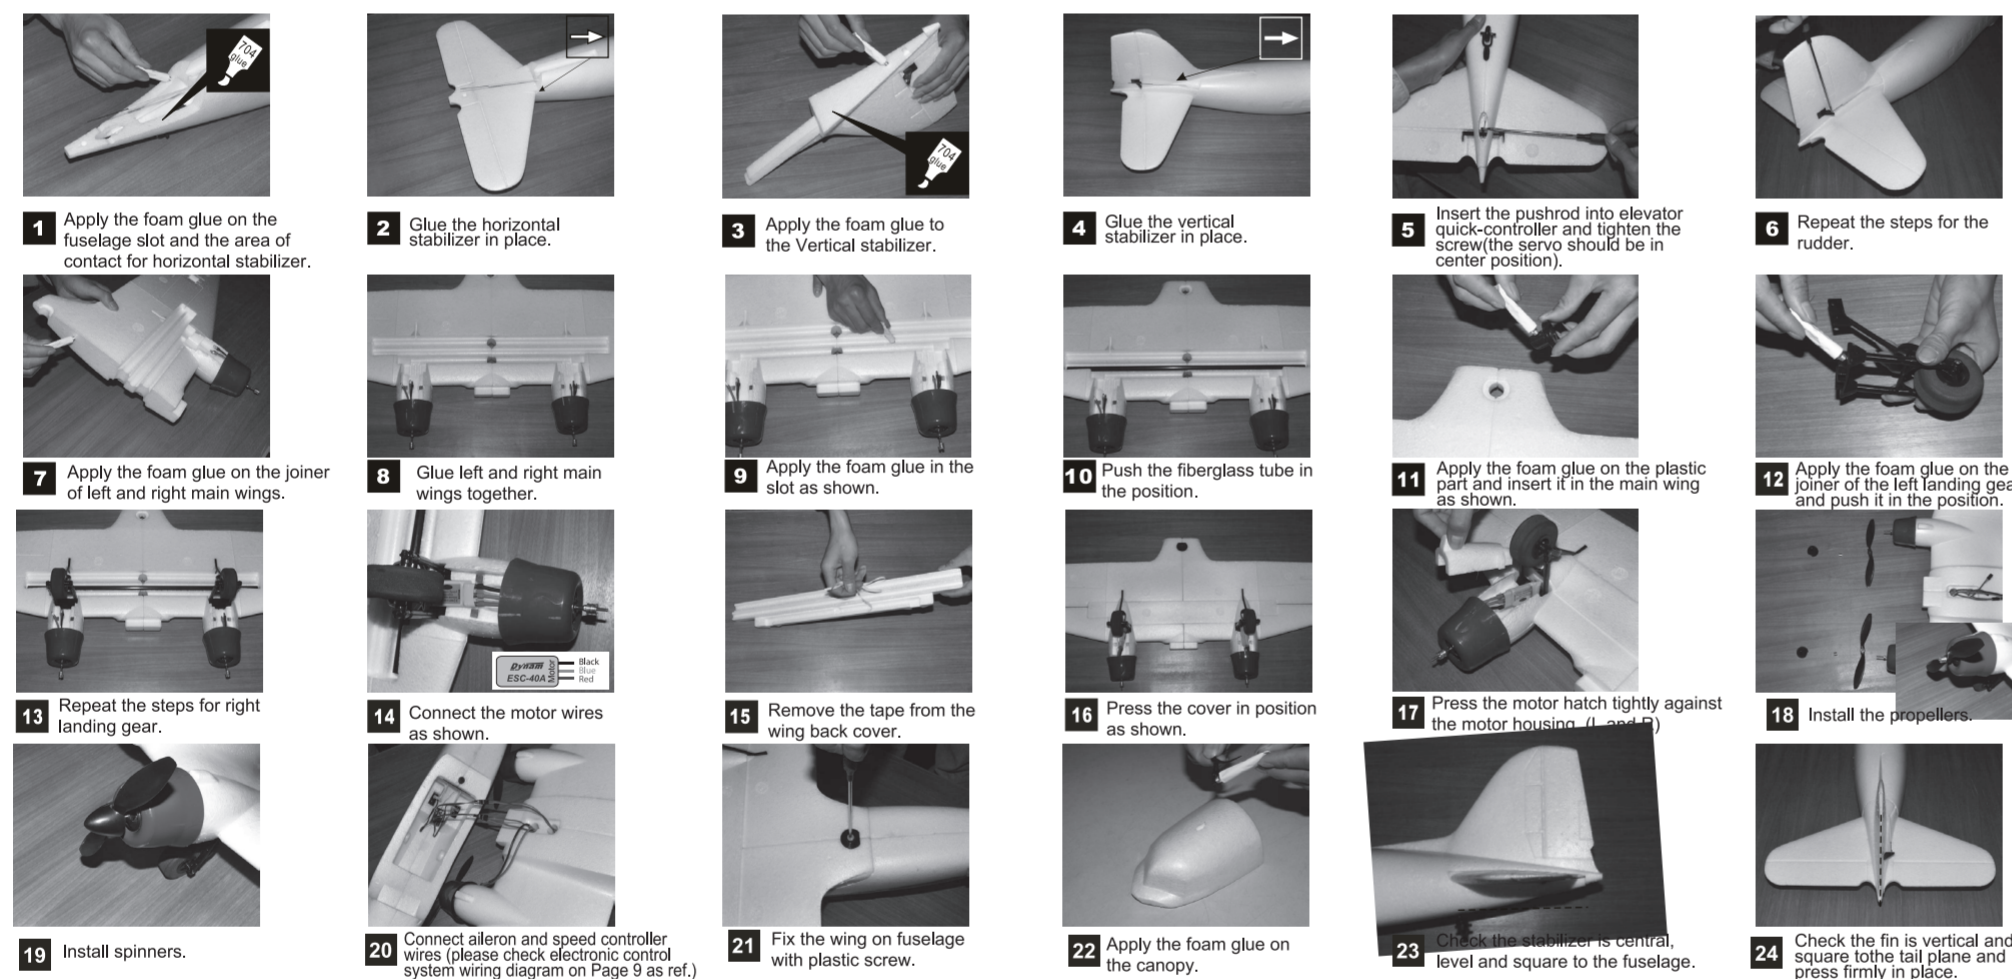 704
glue
704
glue
1
Apply the foam glue on the
fuselage slot and the area of
contact for horizontal stabilizer.
2
Glue the horizontal
stabilizer in place.
3
Apply the foam glue to
the Vertical stabilizer.
4
Glue the vertical
stabilizer in place.
5
Insert the pushrod into elevator
quick-controller and tighten the
screw(the servo should be in
center position).
6
Repeat the steps for the
rudder.
7
Apply the foam glue on the joiner
of left and right main wings.
8
Glue left and right main
wings together.
9
Apply the foam glue in the
slot as shown.
10
Push the fiberglass tube in
the position.
11
Apply the foam glue on the plastic
part and insert it in the main wing
as shown.
12
Apply the foam glue on the
joiner of the left landing gea
and push it in the position.
13
Repeat the steps for right
landing gear.
Dynam
ESC-40A
Motor
Black
Blue
Red
14
Connect the motor wires
as shown.
15
Remove the tape from the
wing back cover.
16
Press the cover in position
as shown.
17
Press the motor hatch tightly against
the motor housing. (L and R)
18
Install the propellers.
19
Install spinners.
20
Connect aileron and speed controller
wires (please check electronic control
system wiring diagram on Page 9 as ref.)
21
Fix the wing on fuselage
with plastic screw.
22
Apply the foam glue on
the canopy.
23
Check the stabilizer is central,
level and square to the fuselage.
24
Check the fin is vertical and
square tothe tail plane and
press firmly in place.